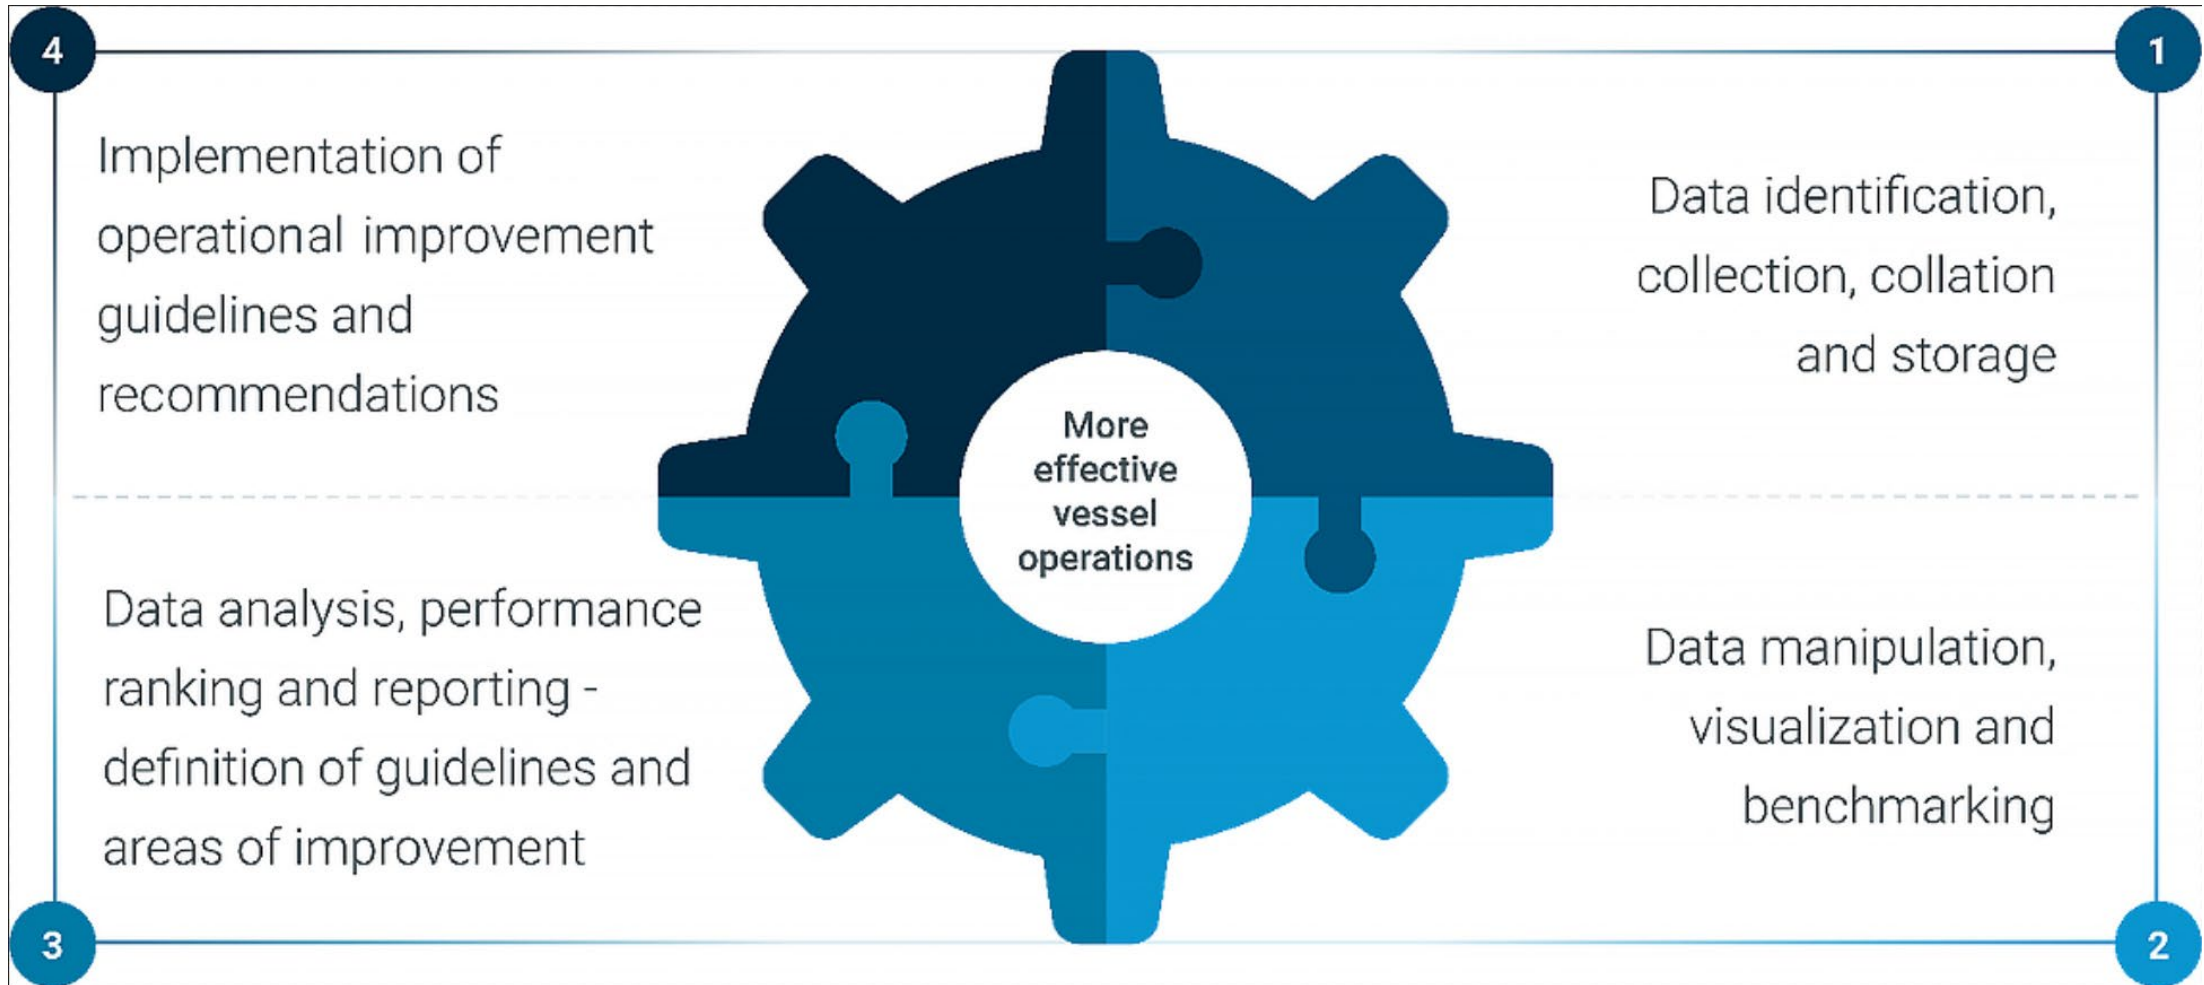 1
Data identification,
collection, collation
and storage
2
Data manipulation,
visualization and
benchmarking
3
Data analysis, performance
ranking and reporting -
definition of guidelines and
areas of improvement
4
Implementation of
operational improvement
guidelines and
recommendations
More
effective
vessel
operations